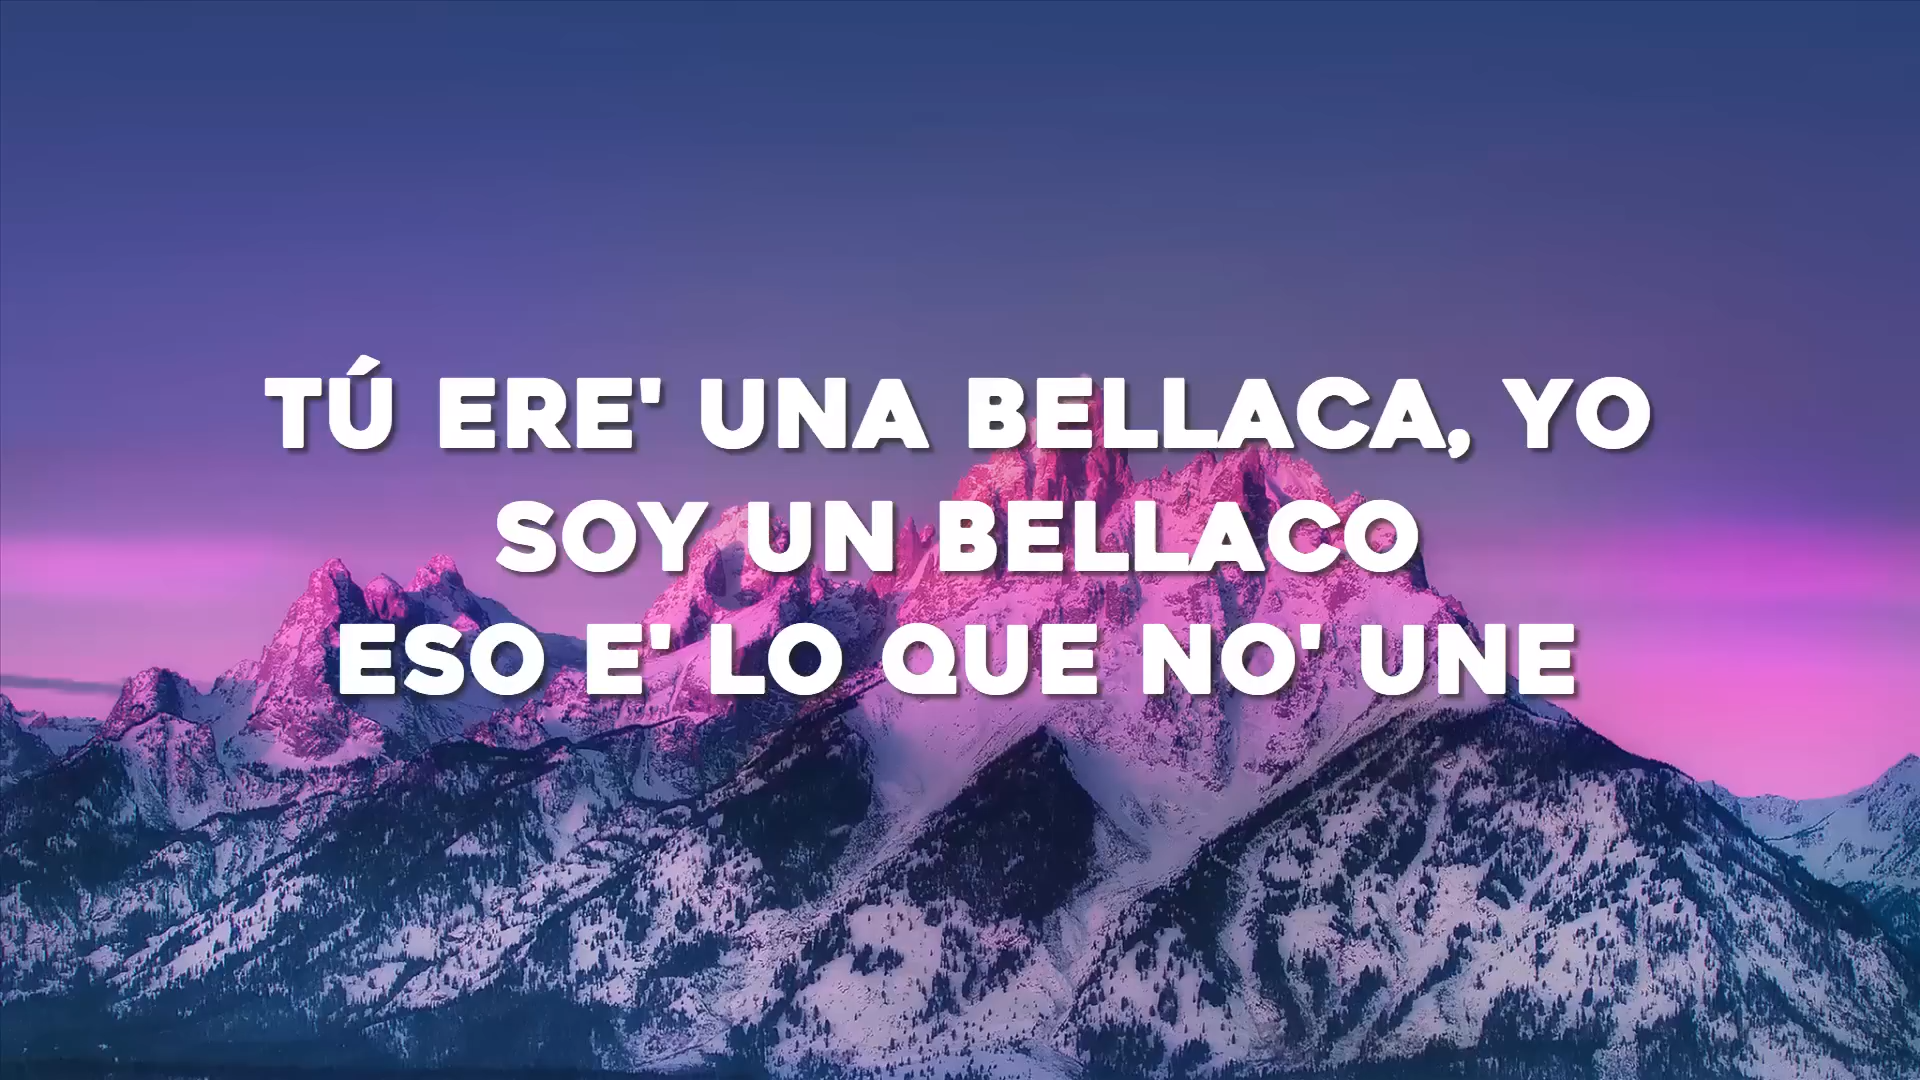 TÚ ERE' UNA BELLACA, YO
SOY UN BELLACO
ESO E' LO QUE NO' UNE